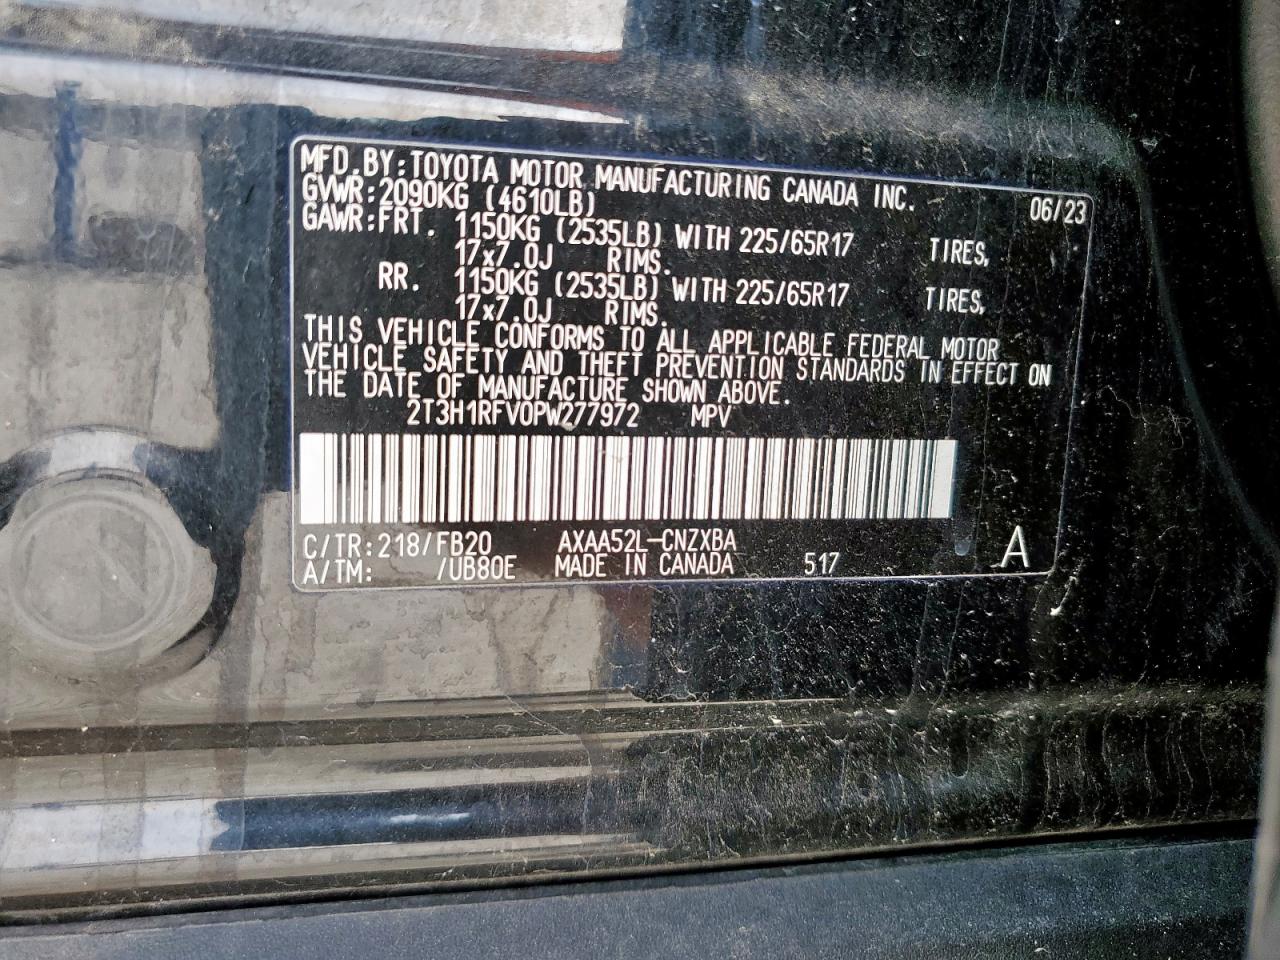 MFD.BY:TOYOTA MOTOR MANUFACTURING CANADA INC. 06/23
GVWR:2090KG (4610LB)
GAWR:FRT. 1150KG (2535LB) WITH 225/65R17 TIRES,
17x7.0J RIMS.
RR. 1150KG (2535LB) WITH 225/65R17 TIRES,
17x7.0J RIMS.
THIS VEHICLE CONFORMS TO ALL APPLICABLE FEDERAL MOTOR
VEHICLE SAFETY AND THEFT PREVENTION STANDARDS IN EFFECT ON
THE DATE OF MANUFACTURE SHOWN ABOVE.
2T3H1RFV0PW277972 MPV
C/TR:218/FB20 AXAA52L-CNZXBA
A/TM: /UB80E MADE IN CANADA 517 A